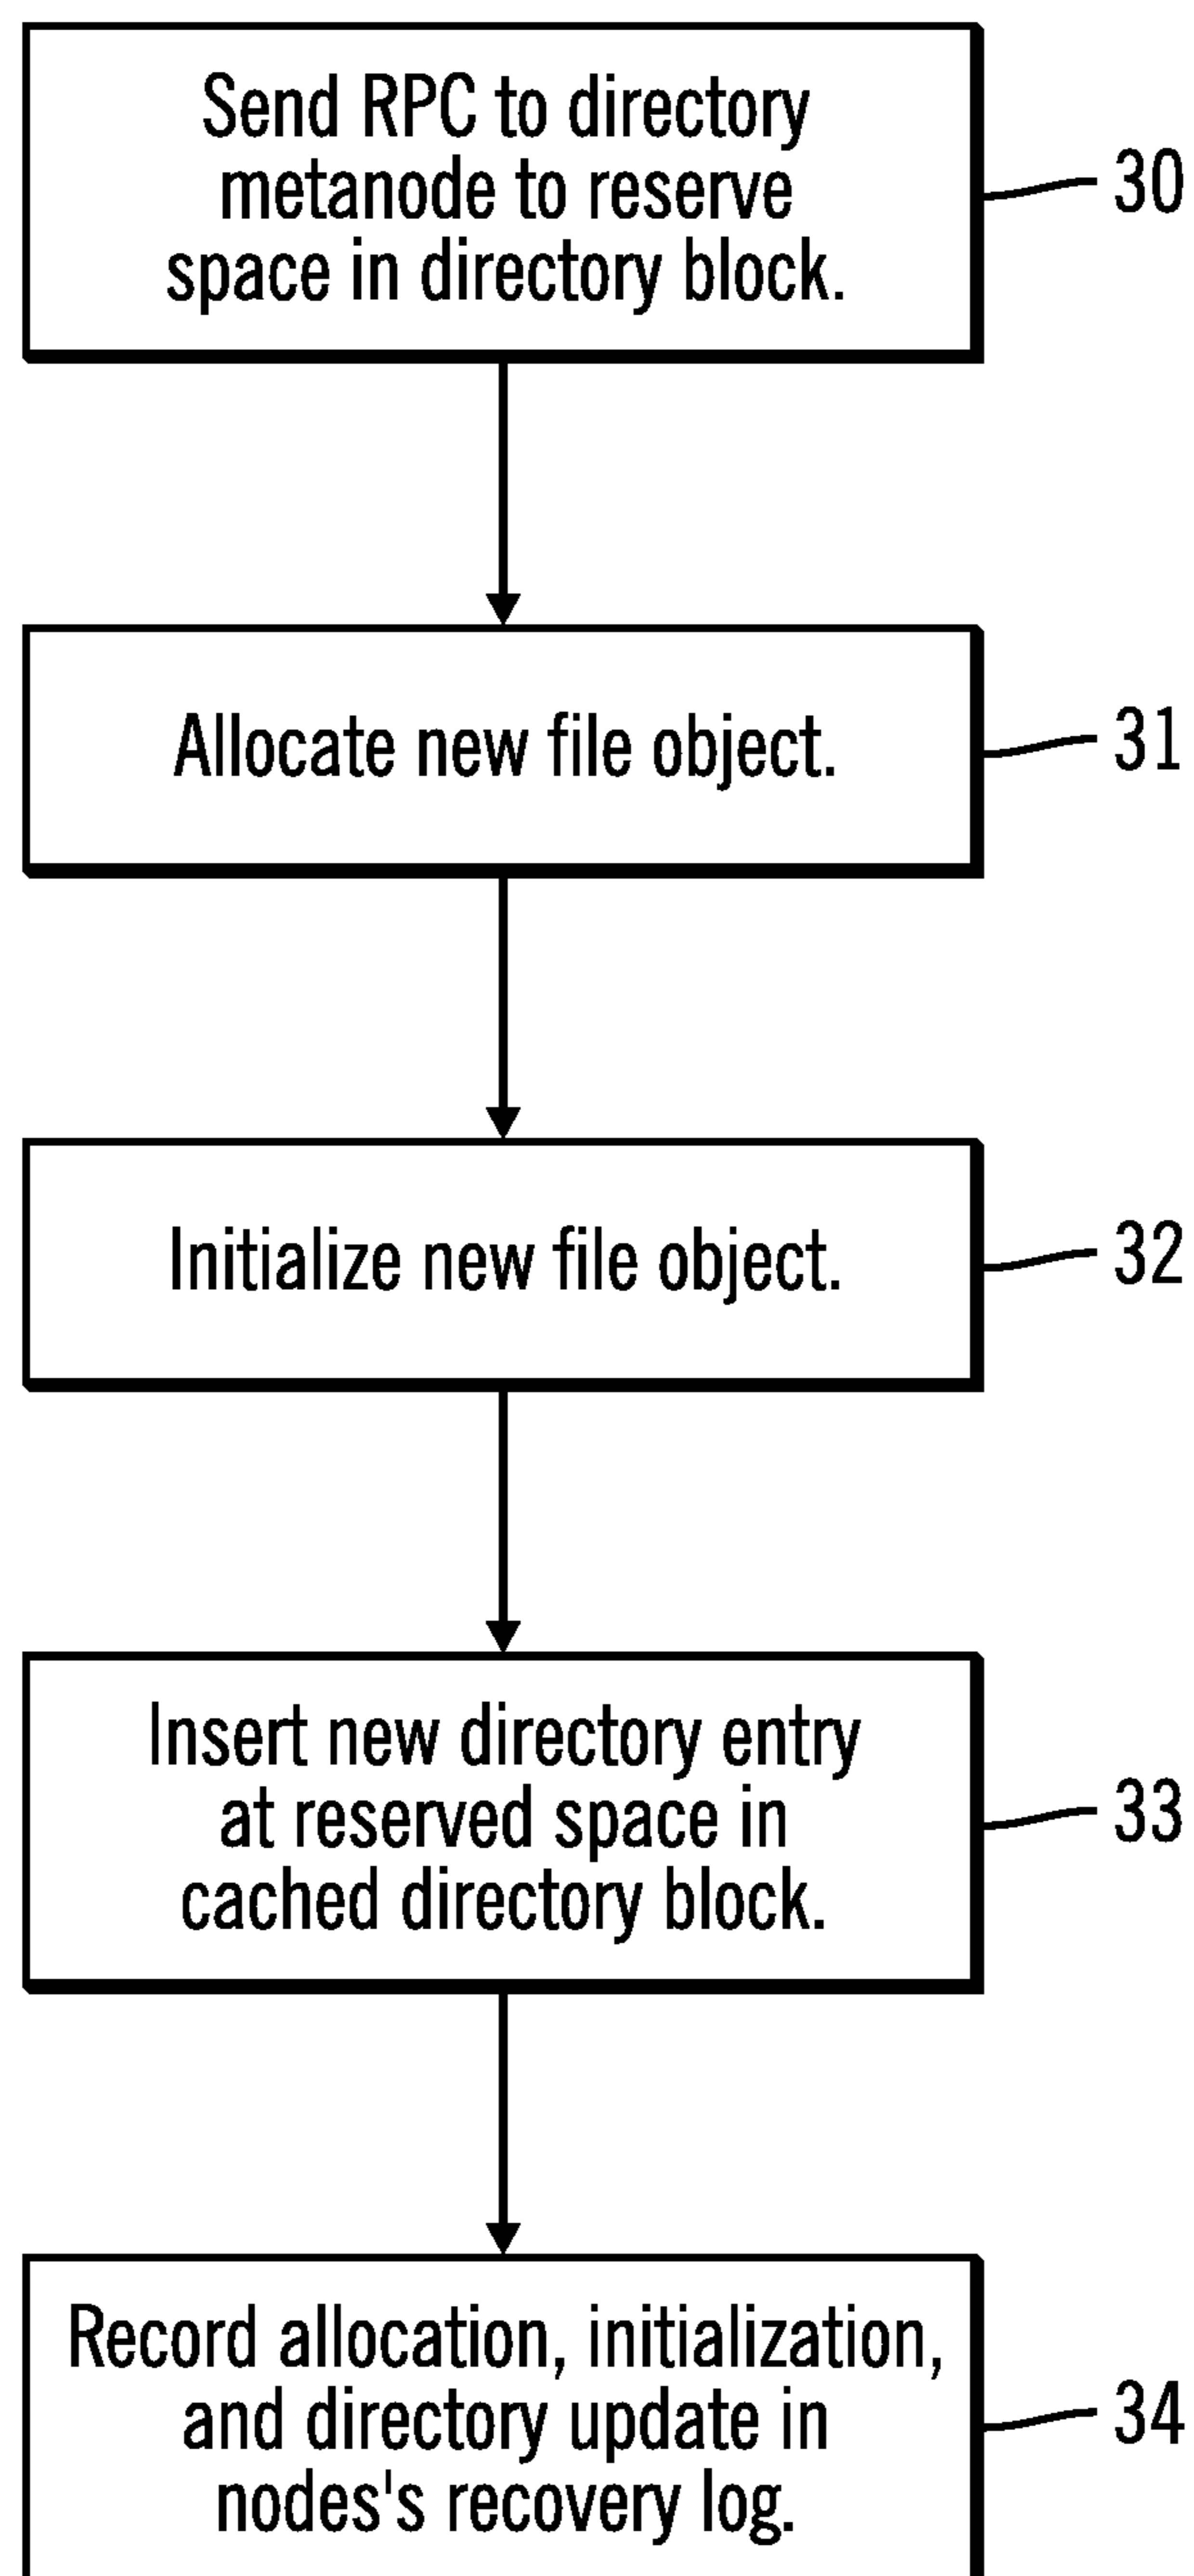 Send RPC to directory
metanode to reserve
space in directory block.
30
Allocate new file object.
31
Initialize new file object.
32
Insert new directory entry
at reserved space in
cached directory block.
33
Record allocation, initialization,
and directory update in
nodes's recovery log.
34